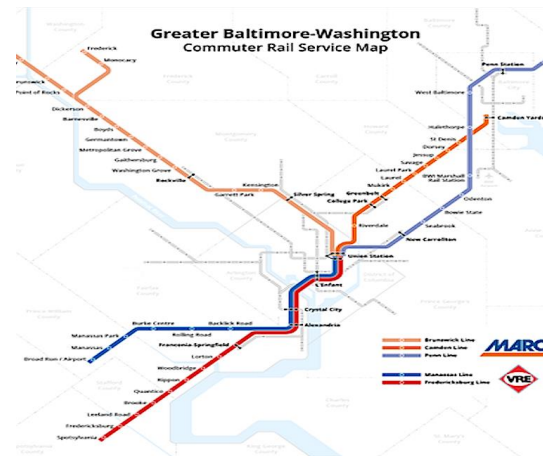 Greater Baltimore-Washington
Commuter Rail Service Map
Frederick
Monocacy
Point of Rocks
Dickerson
Barnesville
Boyds
Germantown
Metropolitan Grove
Gaithersburg
Washington Grove
Rockville
Garrett Park
Kensington
Silver Spring
Penn Station
West Baltimore
Camden Yards
Halethorpe
St Denis
Dorsey
Jessup
Savage
Laurel Park
Laurel
Muirk
BWI Marshall
Rail Station
Greenbelt
College Park
Odenton
Bowie State
Riverdale
Seabrook
New Carrollton
Union Station
L'Enfant
Crystal City
Alexandria
Burke Centre
Backlick Road
Rolling Road
Manassas Park
Manassas
Broad Run / Airport
Franconia-Springfield
Lorton
Woodbridge
Rippon
Quantico
Brooke
Leeland Road
Fredericksburg
Spotsylvania
Brunswick Line
Camden Line
Penn Line
MARC
Manassas Line
Fredericksburg Line
VRE